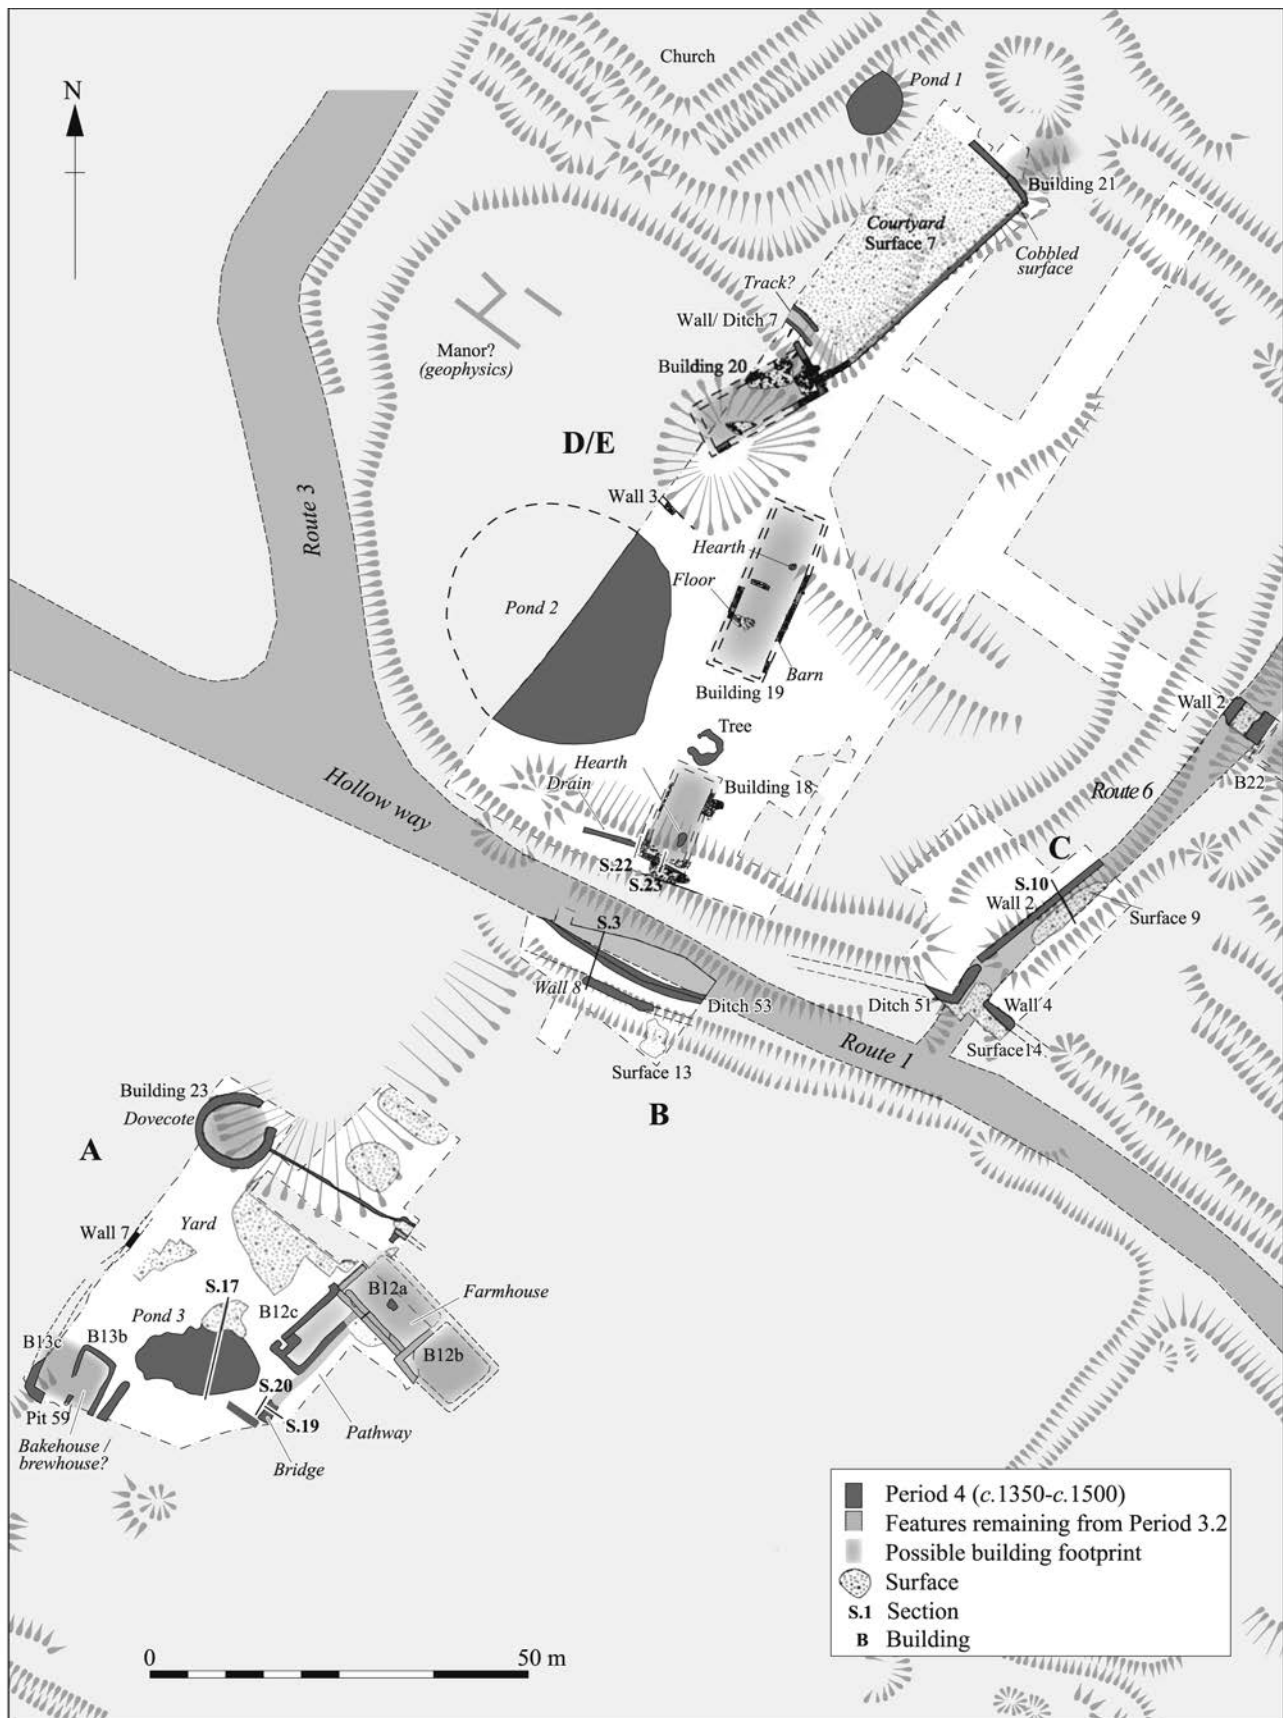 Church
Pond 1
N
Building 21
Courtyard
Surface 7
Cobbled
surface
Track?
Wall/ Ditch 7
Manor?
(geophysics)
Building 20
D/E
Route 3
Wall 3
Hearth
Floor
Pond 2
Barn
Building 19
Wall 2
Tree
Hearth
Drain
Building 18
Route 6
B22
Hollow way
S.22
S.23
C
S.10
Wall 2
Surface 9
S.3
Wall 8
Ditch 53
Ditch 51
Wall 4
Route 1
Surface14
Surface 13
Building 23
Dovecote
B
A
Yard
Wall 7
S.17
B12a
Farmhouse
Pond 3
B12c
B13c
B13b
B12b
S.20
Pit 59
S.19
Pathway
Bakehouse /
brewhouse?
Bridge
Period 4 (c.1350-c.1500)
Features remaining from Period 3.2
Possible building footprint
Surface
S.1 Section
B Building
0 50 m